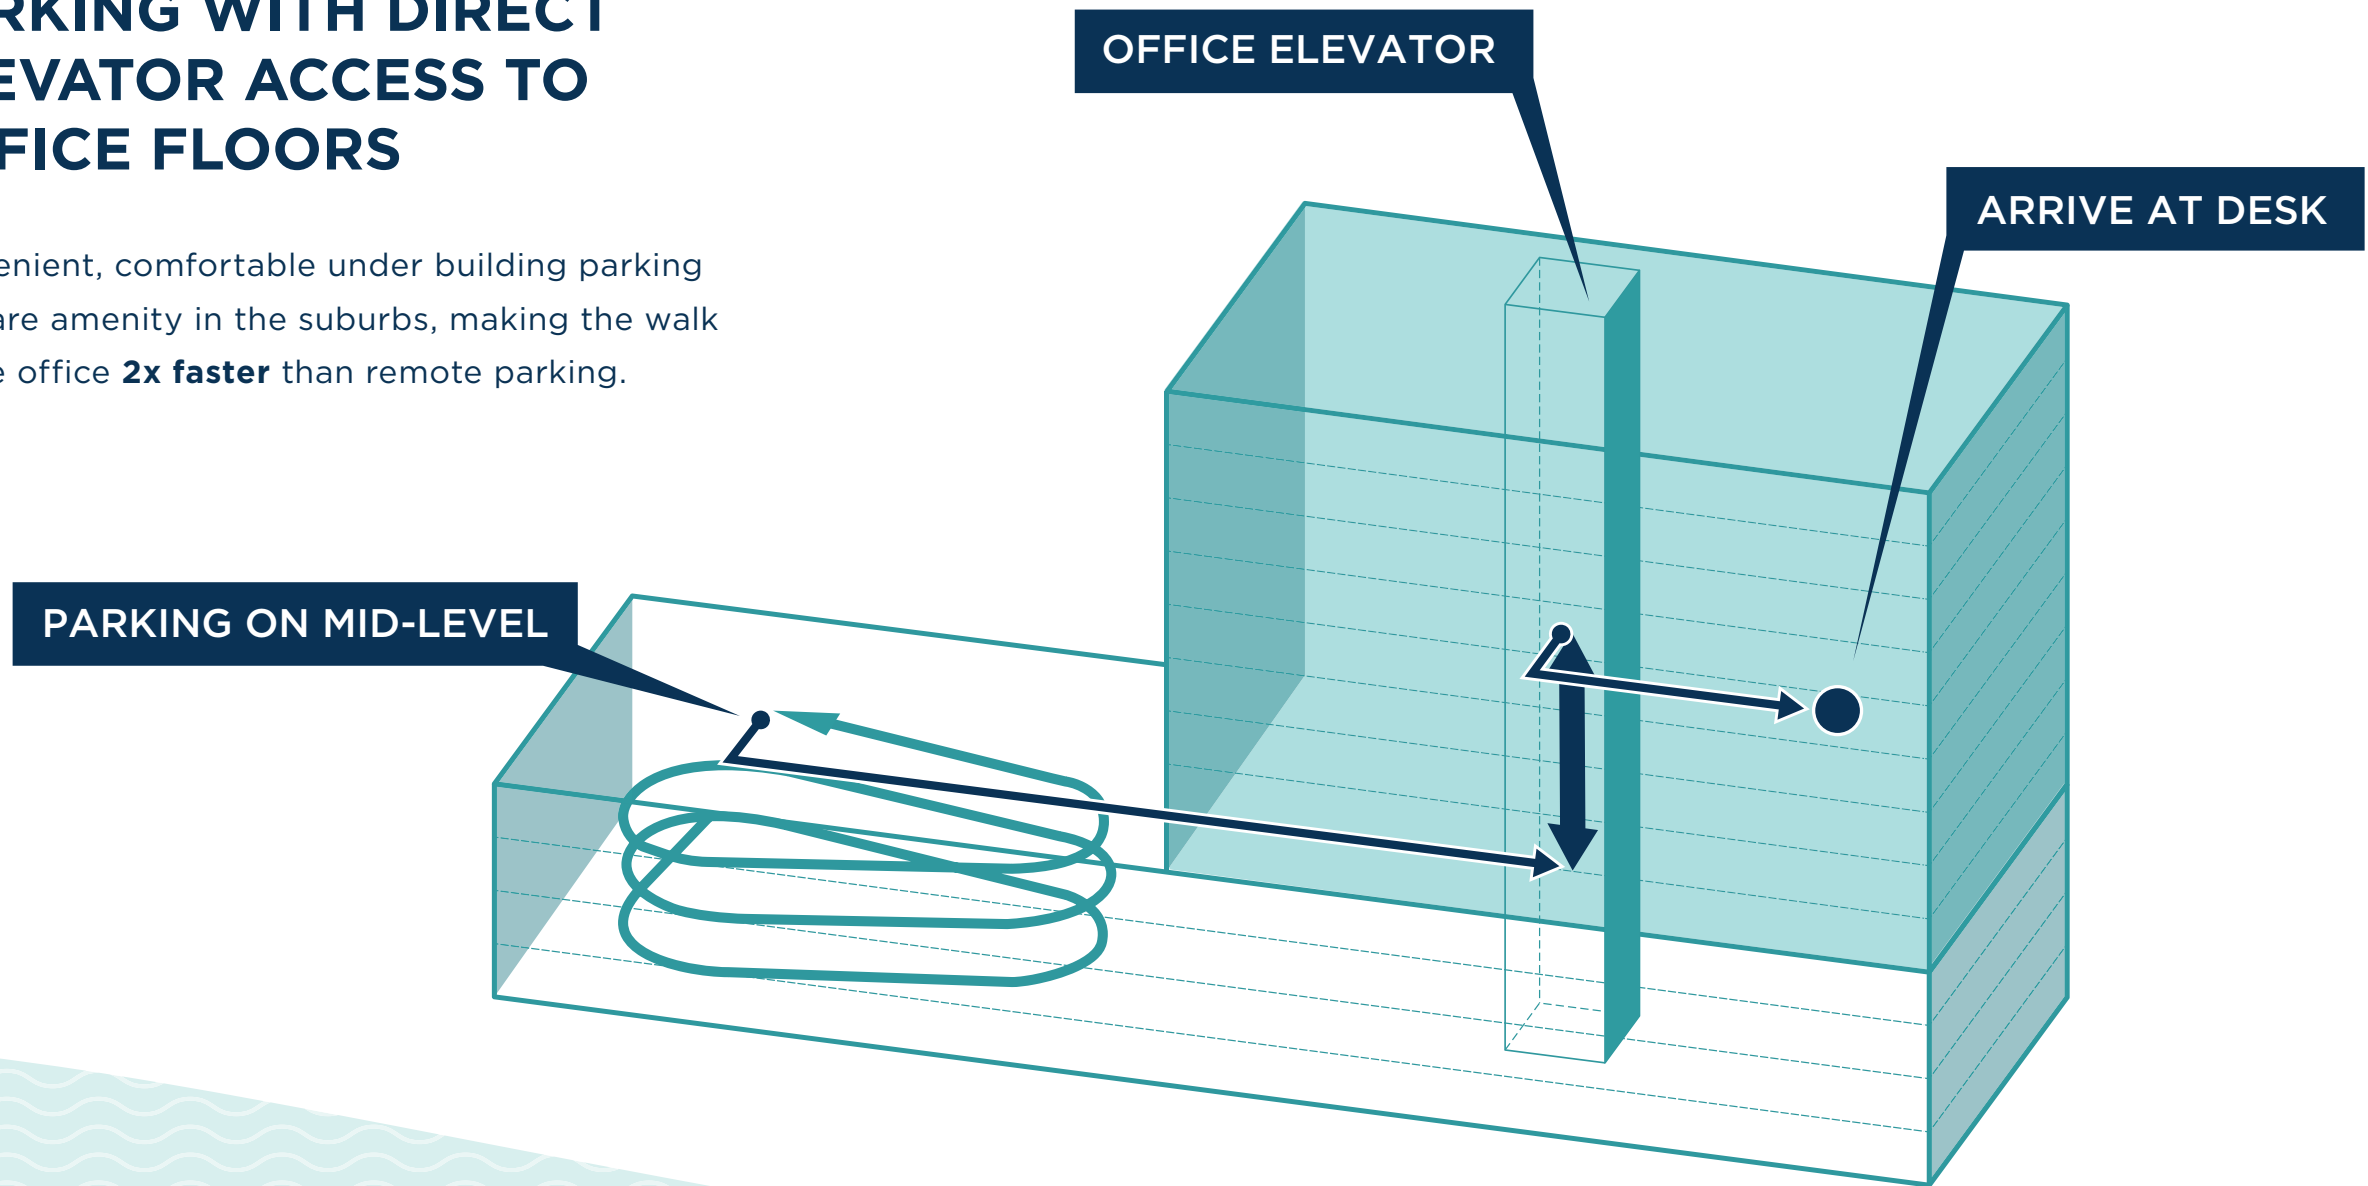 RKING WITH DIRECT
EVATOR ACCESS TO
FICE FLOORS
enient, comfortable under building parking
are amenity in the suburbs, making the walk
e office 2x faster than remote parking.
OFFICE ELEVATOR
ARRIVE AT DESK
PARKING ON MID-LEVEL